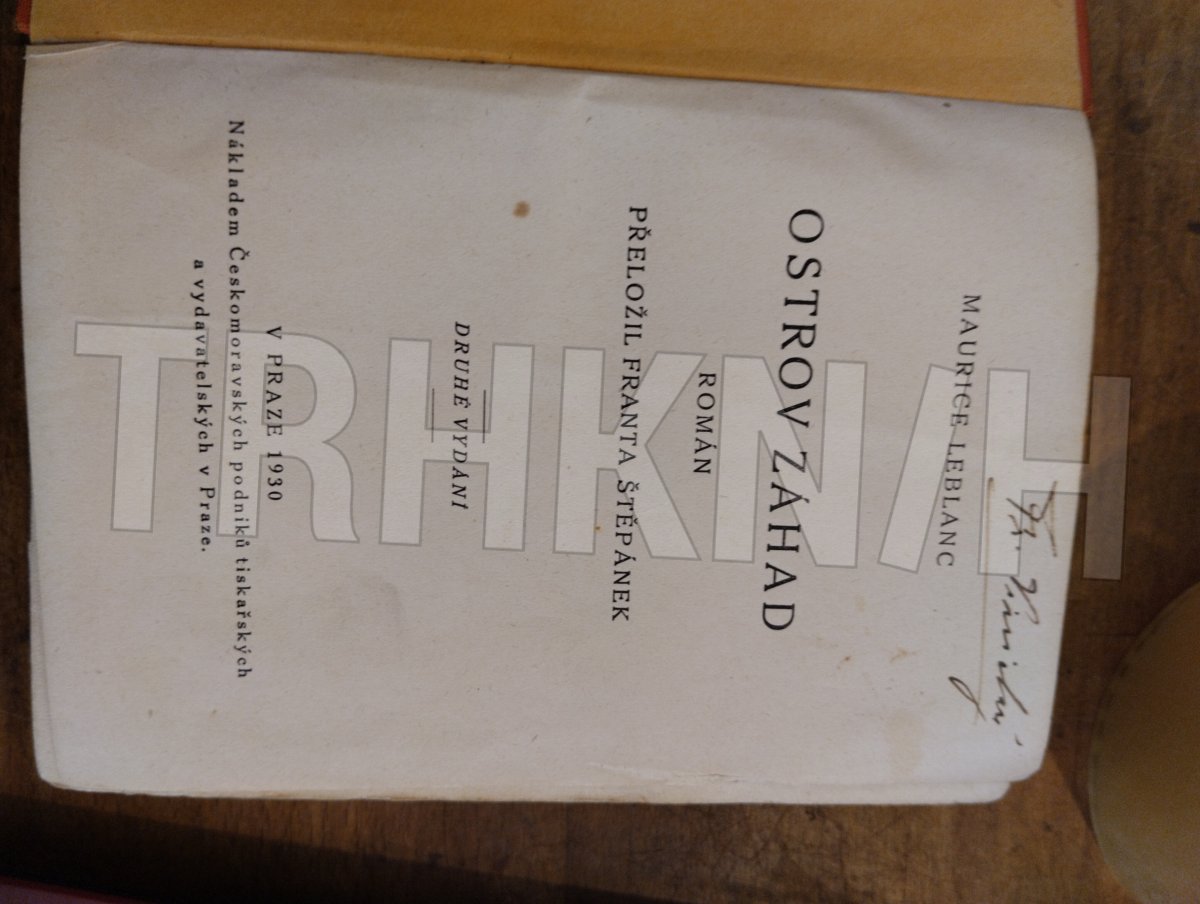 MAURICE LEBLANC
OSTROV ZÁHAD
ROMÁN
PŘELOŽIL FRANTA ŠTĚPÁNEK
DRUHÉ VYDÁNÍ
V PRAZE 1930
Nákladem Českomoravských podniků tiskařských
a vydavatelských v Praze.
TRHKNIH